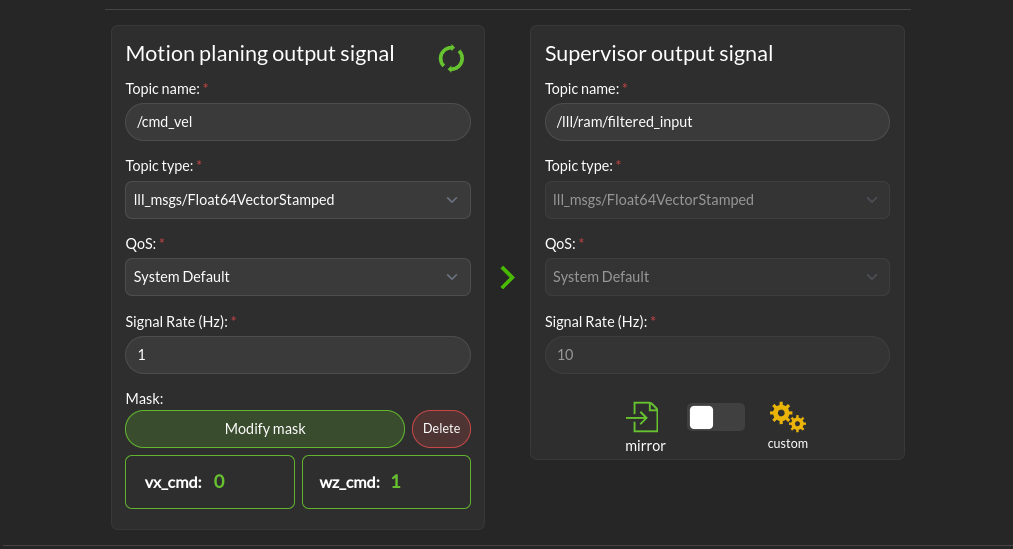 Motion planing output signal
Topic name: *
/cmd_vel
Topic type: *
lll_msgs/Float64VectorStamped
QoS: *
System Default
Signal Rate (Hz): *
1
Mask:
Modify mask
Delete
vx_cmd: 0
wz_cmd: 1
Supervisor output signal
Topic name: *
/lll/ram/filtered_input
Topic type: *
lll_msgs/Float64VectorStamped
QoS: *
System Default
Signal Rate (Hz): *
10
mirror
custom